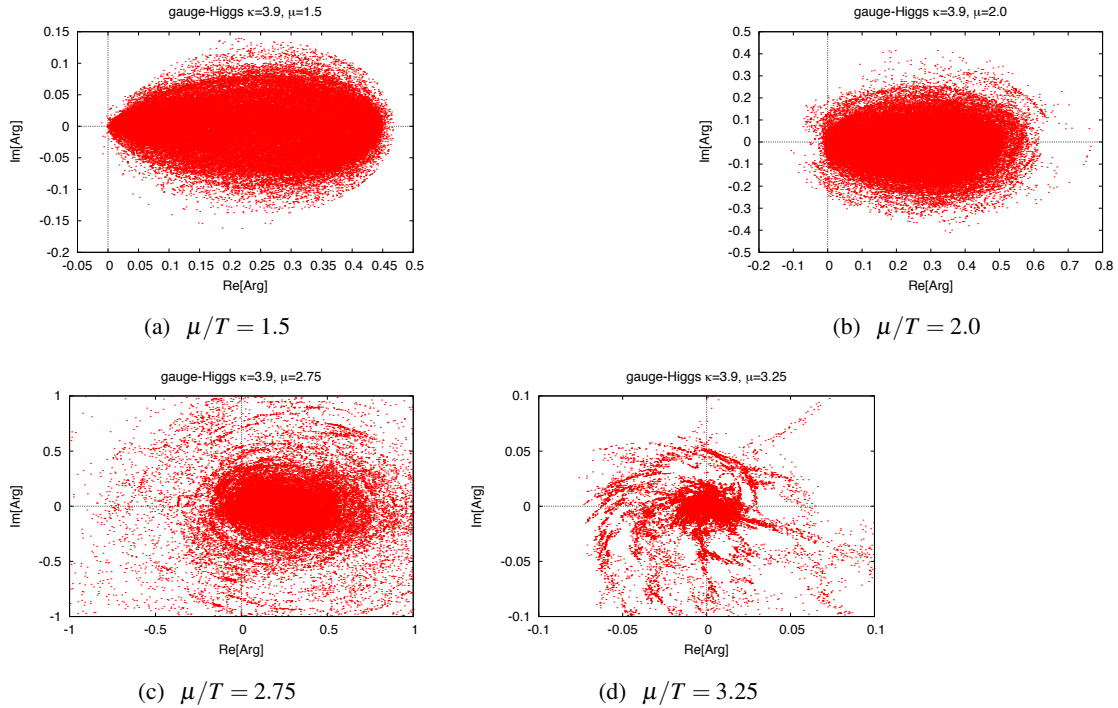 gauge-Higgs κ=3.9, μ=1.5
0.15
0.1
0.05
0
-0.05
-0.1
-0.15
-0.2
Im[Arg]
-0.05 0 0.05 0.1 0.15 0.2 0.25 0.3 0.35 0.4 0.45 0.5
Re[Arg]
(a) μ/T = 1.5
gauge-Higgs κ=3.9, μ=2.0
0.5
0.4
0.3
0.2
0.1
0
-0.1
-0.2
-0.3
-0.4
-0.5
Im[Arg]
-0.2 -0.1 0 0.1 0.2 0.3 0.4 0.5 0.6 0.7 0.8
Re[Arg]
(b) μ/T = 2.0
gauge-Higgs κ=3.9, μ=2.75
1
0.5
0
-0.5
-1
Im[Arg]
-1 -0.5 0 0.5 1
Re[Arg]
(c) μ/T = 2.75
gauge-Higgs κ=3.9, μ=3.25
0.1
0.05
0
-0.05
-0.1
Im[Arg]
-0.1 -0.05 0 0.05 0.1
Re[Arg]
(d) μ/T = 3.25